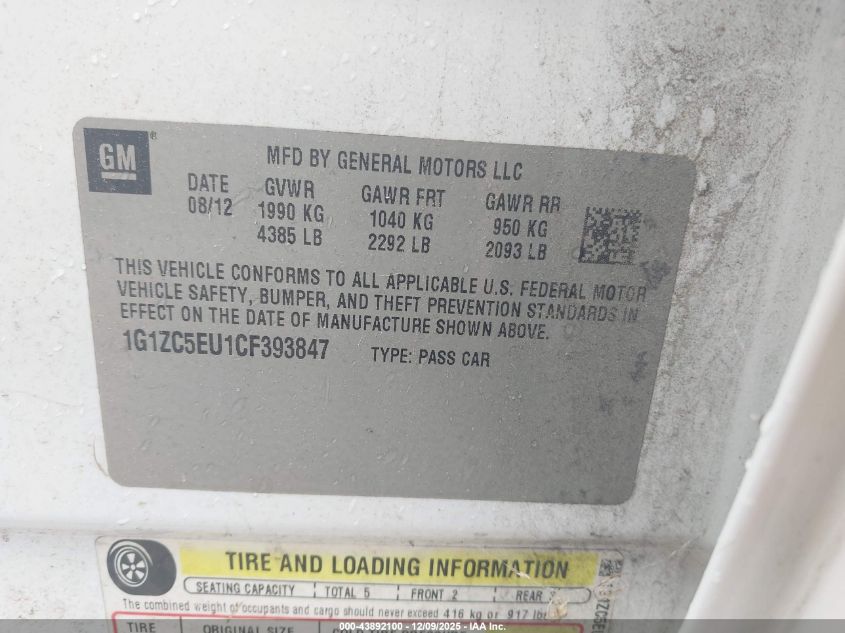 GM
MFD BY GENERAL MOTORS LLC
DATE GVWR GAWR FRT GAWR RR
08/12 1990 KG 1040 KG 950 KG
4385 LB 2292 LB 2093 LB
THIS VEHICLE CONFORMS TO ALL APPLICABLE U.S. FEDERAL MOTOR
VEHICLE SAFETY, BUMPER, AND THEFT PREVENTION STANDARDS IN
EFFECT ON THE DATE OF MANUFACTURE SHOWN ABOVE.
1G1ZC5EU1CF393847 TYPE: PASS CAR
TIRE AND LOADING INFORMATION
SEATING CAPACITY TOTAL 5 FRONT 2 REAR
The combined weight of occupants and cargo should never exceed 416 kg or 917 lbs
TIRE ORIGINAL SIZE
000-43892100 - 12/09/2025 - IAA Inc.